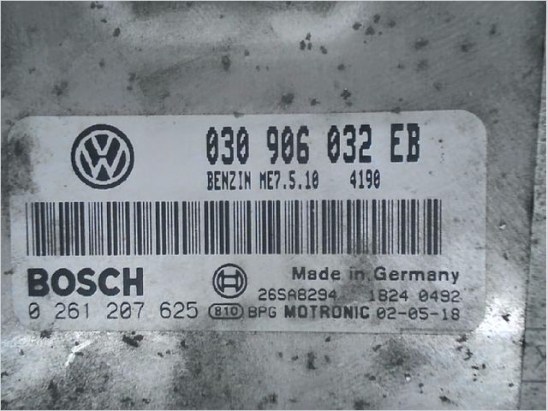 030 906 032 EB
BENZIN ME7.5.10 4190
BOSCH
Made in Germany
26SA8294 1824 0492
0 261 207 625 810 BPG MOTRONIC 02-05-18